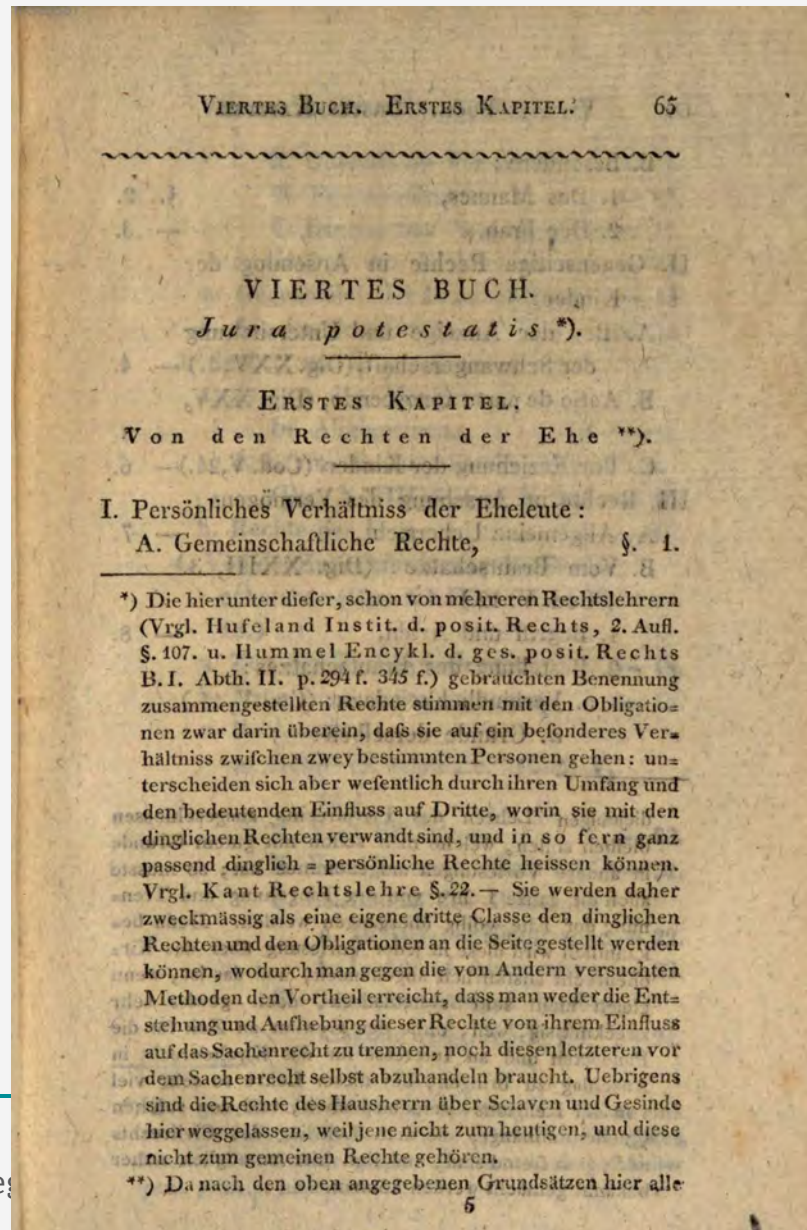 VIERTES BUCH. ERSTES KAPITEL. 65
VIERTES BUCH.
Jura potestatis *).
ERSTES KAPITEL.
Von den Rechten der Ehe **).
I. Persönliches Verhältniss der Eheleute :
A. Gemeinschaftliche Rechte, §. 1.
*) Die hier unter dieſer, schon von mehreren Rechtslehrern
(Vrgl. Hufeland Instit. d. posit. Rechts, 2. Aufl.
§. 107. u. Hummel Encykl. d. ges. posit. Rechts
B. I. Abth. II. p. 294 f. 345 f.) gebrauchten Benennung
zusammengestellten Rechte stimmen mit den Obligatio=
nen zwar darin überein, daſs sie auf ein beſonderes Ver=
hältniss zwiſchen zwey bestimmten Personen gehen: un=
terscheiden sich aber weſentlich durch ihren Umfang und
den bedeutenden Einfluss auf Dritte, worin sie mit den
dinglichen Rechten verwandt sind, und in so fern ganz
passend dinglich = persönliche Rechte heissen können.
Vrgl. Kant Rechtslehre §. 22. — Sie werden daher
zweckmässig als eine eigene dritte Classe den dinglichen
Rechten und den Obligationen an die Seite gestellt werden
können, wodurch man gegen die von Andern versuchten
Methoden den Vortheil erreicht, dass man weder die Ent=
stehung und Aufhebung dieser Rechte von ihrem Einfluss
auf das Sachenrecht zu trennen, noch diesen letzteren vor
dem Sachenrecht selbst abzuhandeln braucht. Uebrigens
sind die Rechte des Hausherrn über Sclaven und Gesinde
hier weggelassen, weil jene nicht zum heutigen, und diese
nicht zum gemeinen Rechte gehören.
**) Da nach den oben angegebenen Grundsätzen hier alle
5